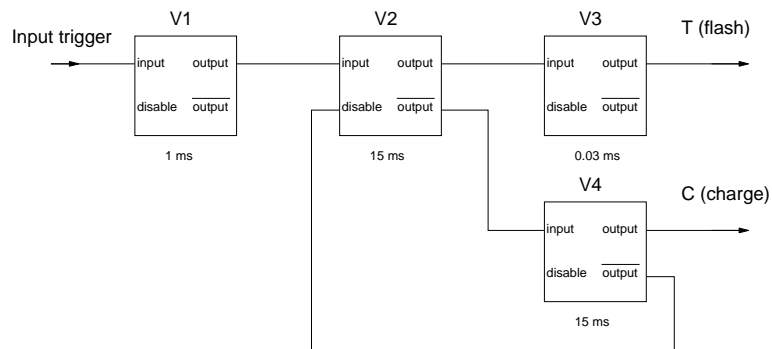 V1
V2
V3
T (flash)
Input trigger
input output
input output
input output
disable output
disable output
disable output
1 ms
15 ms
0.03 ms
V4
C (charge)
input output
disable output
15 ms